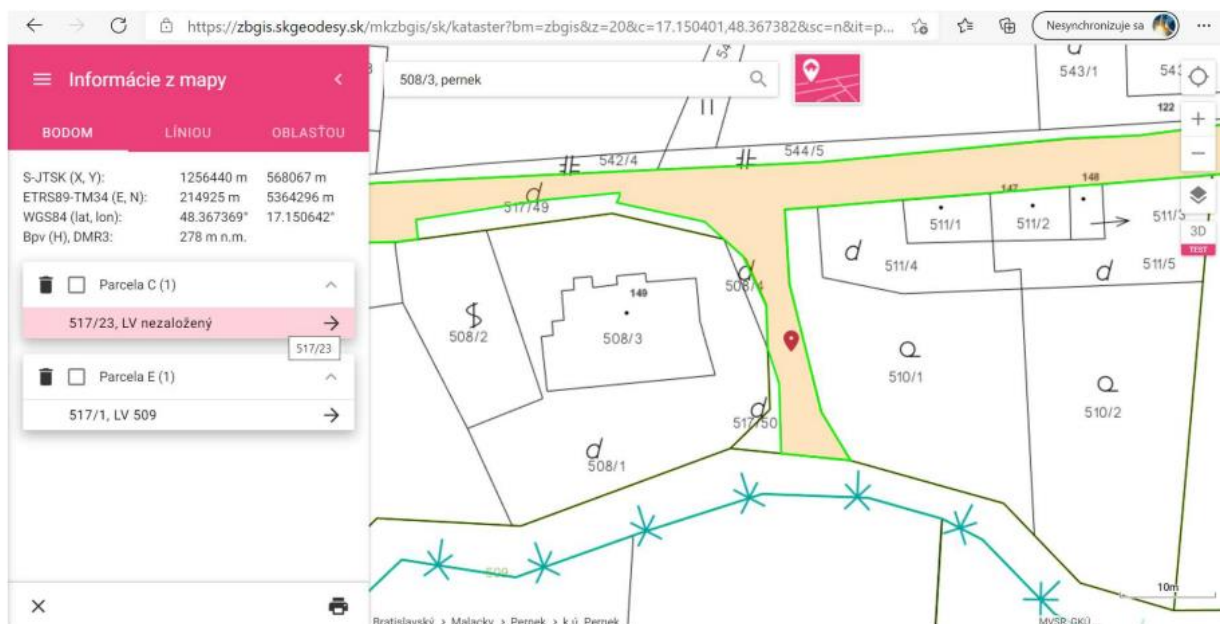 https://zbgis.skgeodesy.sk/mkzbgis/sk/kataster?bm=zbgis&z=20&c=17.150401,48.367382&sc=n&it=p...
Nesynchronizuje sa
Informácie z mapy
508/3, pernek
BODOM LÍNIOU OBLASŤOU
S-JTSK (X, Y): 1256440 m 568067 m
ETRS89-TM34 (E, N): 214925 m 5364296 m
WGS84 (lat, lon): 48.367369° 17.150642°
Bpv (H), DMR3: 278 m n.m.
Parcela C (1)
517/23, LV nezaložený
517/23
Parcela E (1)
517/1, LV 509
543/1
122
542/4
544/5
147
148
517/49
511/1
511/2
511/3
3D
TEST
511/4
511/5
508/4
149
508/2
508/3
510/1
510/2
517/50
508/1
509
10m
Bratislavský > Malacky > Pernek > k.ú. Pernek
MVSR, GKÚ...